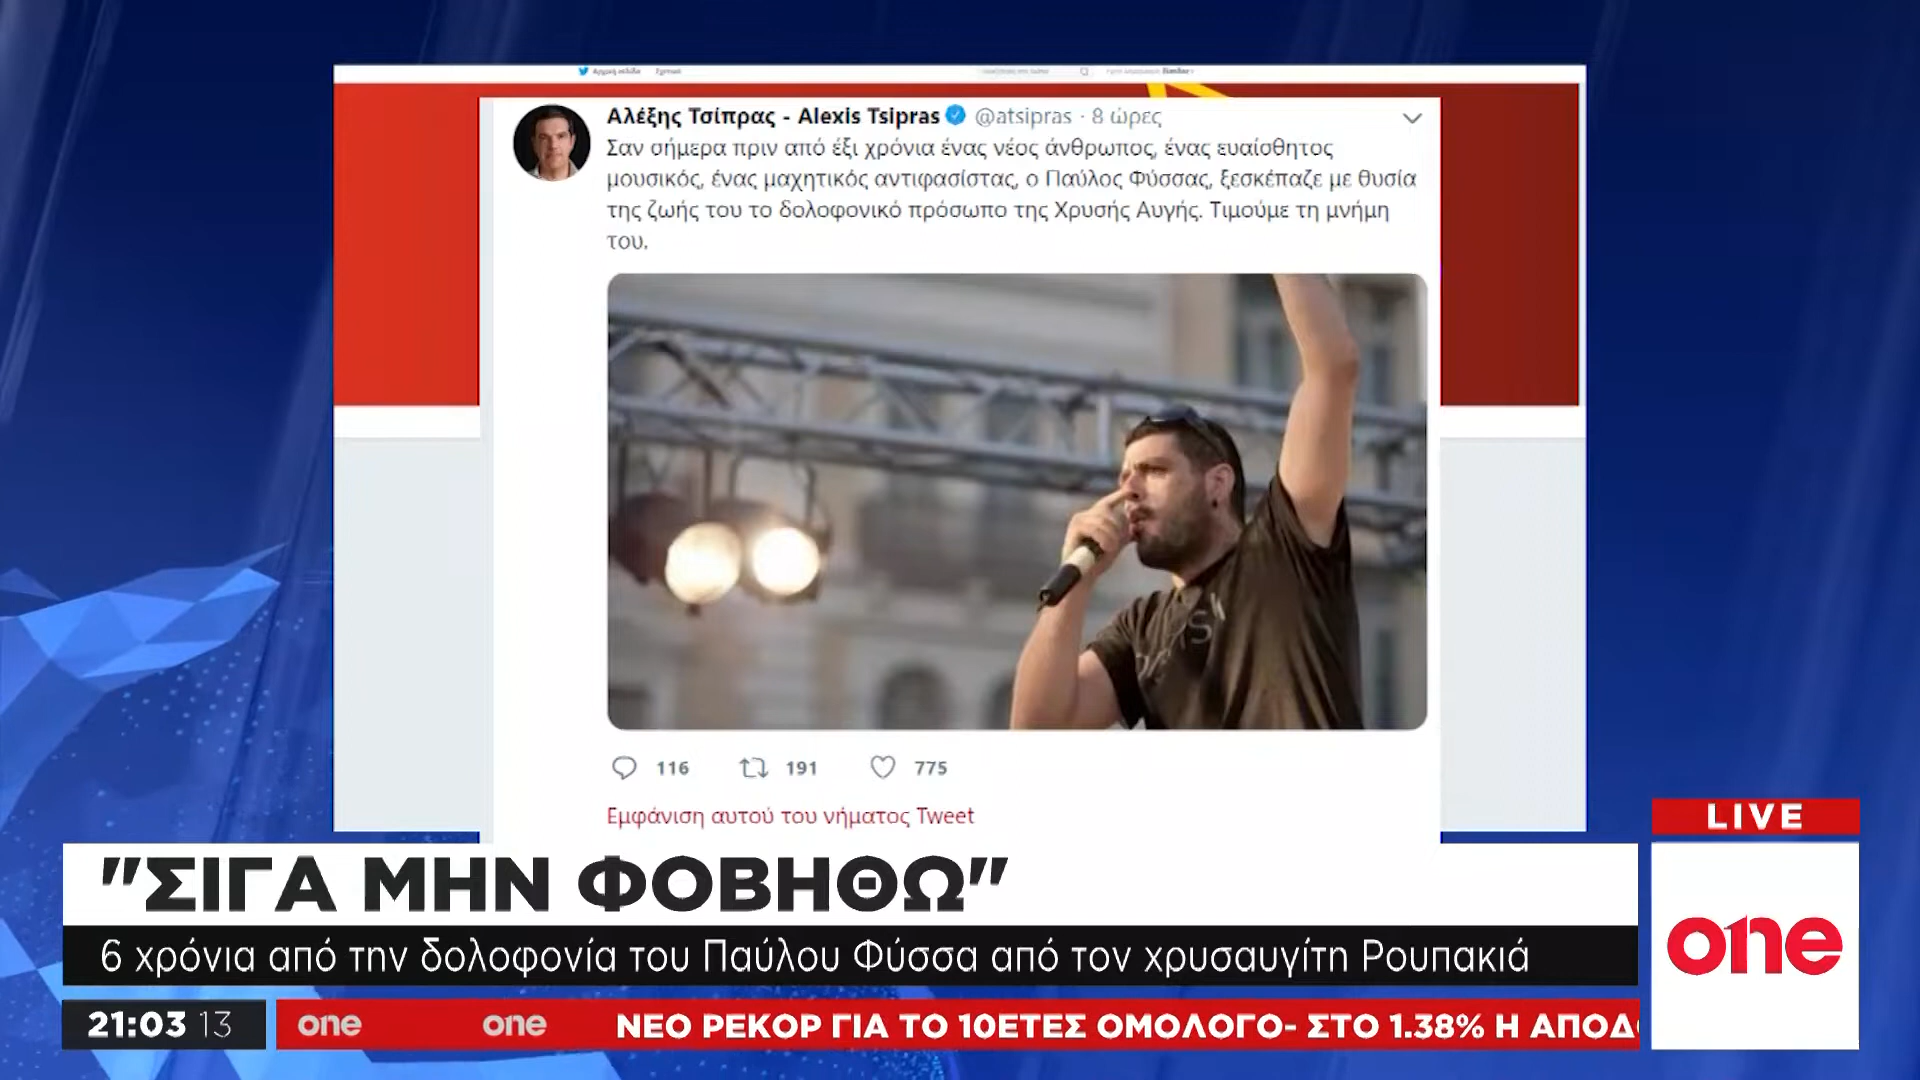 Αρχική σελίδα Σχετικά
Αλέξης Τσίπρας - Alexis Tsipras @atsipras · 8 ώρες
Σαν σήμερα πριν από έξι χρόνια ένας νέος άνθρωπος, ένας ευαίσθητος
μουσικός, ένας μαχητικός αντιφασίστας, ο Παύλος Φύσσας, ξεσκέπαζε με θυσία
της ζωής του το δολοφονικό πρόσωπο της Χρυσής Αυγής. Τιμούμε τη μνήμη
του.
116 191 775
Εμφάνιση αυτού του νήματος Tweet
LIVE
"ΣΙΓΑ ΜΗΝ ΦΟΒΗΘΩ"
6 χρόνια από την δολοφονία του Παύλου Φύσσα από τον χρυσαυγίτη Ρουπακιά
one
21:03 13 one one ΝΕΟ ΡΕΚΟΡ ΓΙΑ ΤΟ 10ΕΤΕΣ ΟΜΟΛΟΓΟ- ΣΤΟ 1.38% Η ΑΠΟΔ